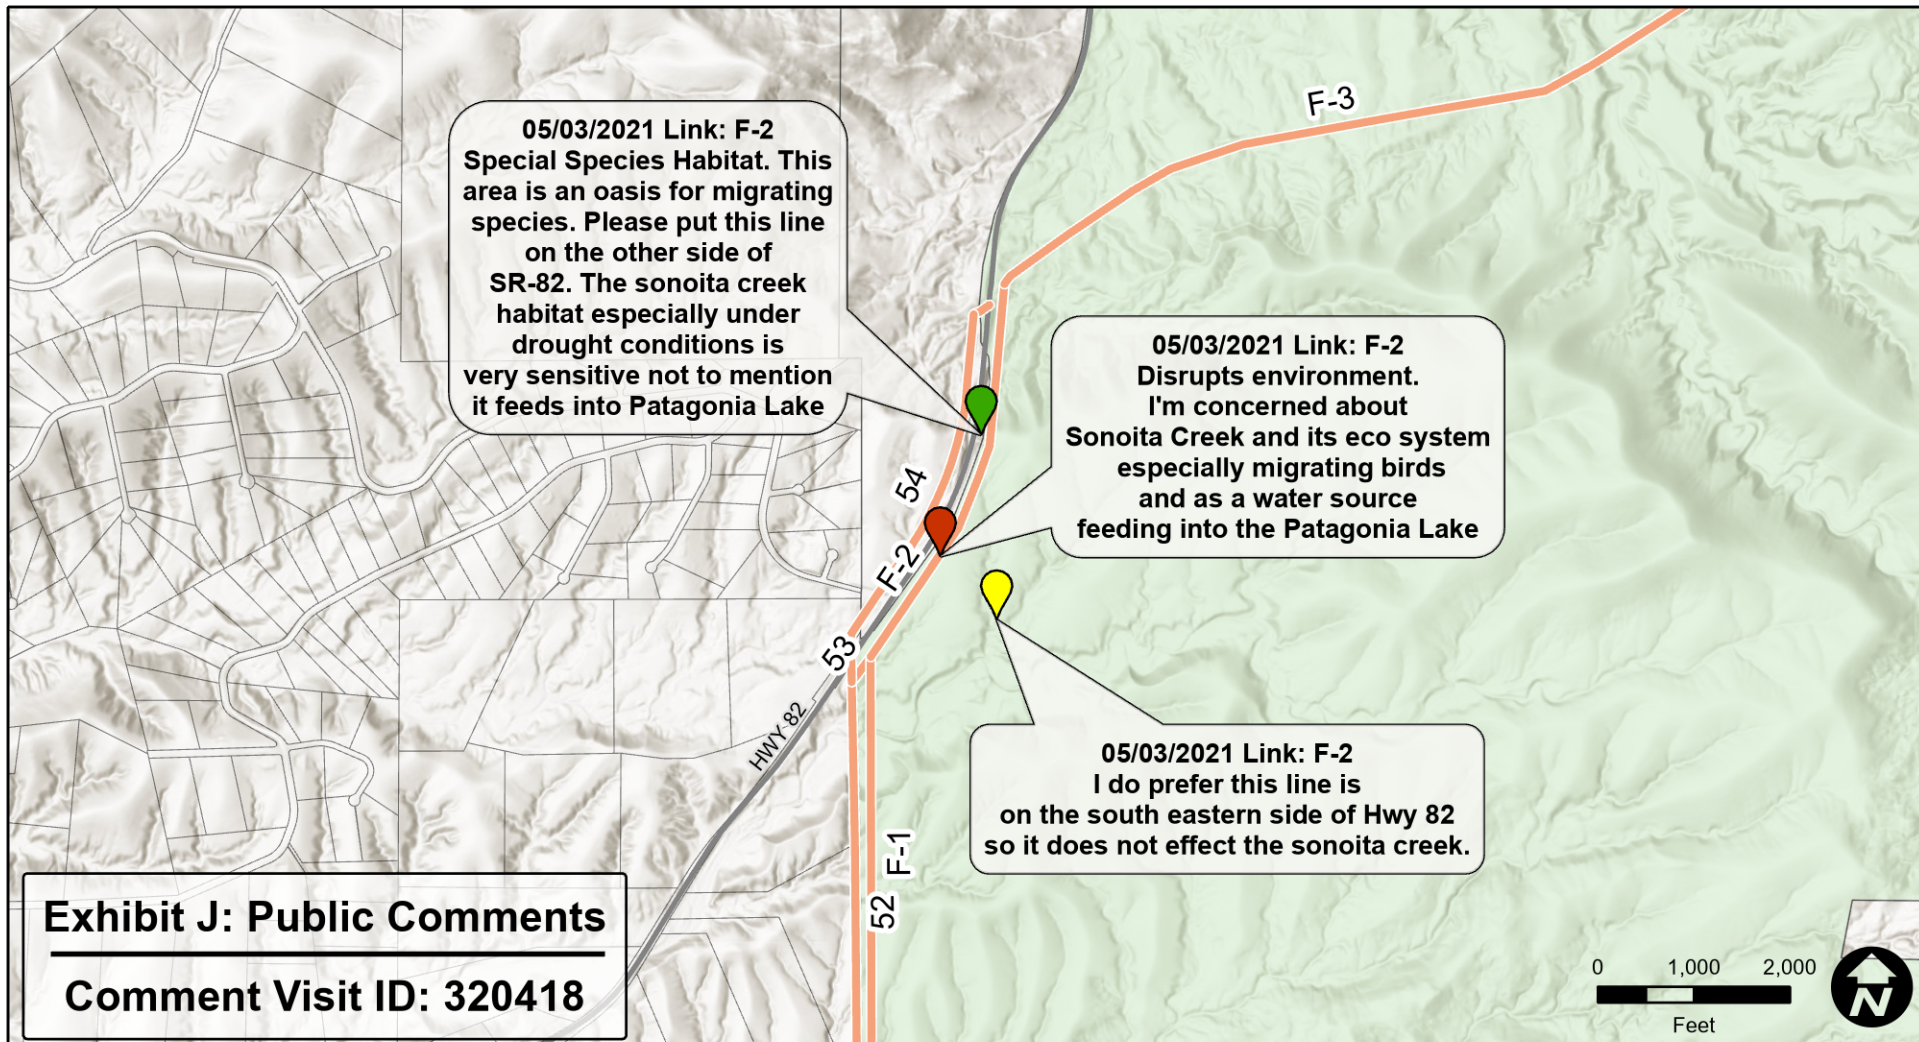 F-3
05/03/2021 Link: F-2
Special Species Habitat. This
area is an oasis for migrating
species. Please put this line
on the other side of
SR-82. The sonoita creek
habitat especially under
drought conditions is
very sensitive not to mention
it feeds into Patagonia Lake
05/03/2021 Link: F-2
Disrupts environment.
I'm concerned about
Sonoita Creek and its eco system
especially migrating birds
and as a water source
feeding into the Patagonia Lake
54
F-2
53
HWY 82
05/03/2021 Link: F-2
I do prefer this line is
on the south eastern side of Hwy 82
so it does not effect the sonoita creek.
F-1
52
Exhibit J: Public Comments
Comment Visit ID: 320418
0 1,000 2,000
Feet
N